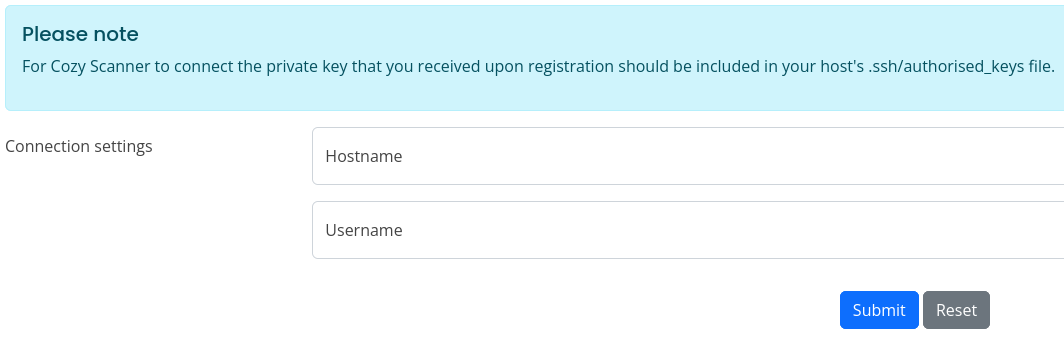 Please note
For Cozy Scanner to connect the private key that you received upon registration should be included in your host's .ssh/authorised_keys file.
Connection settings
Hostname
Username
Submit Reset